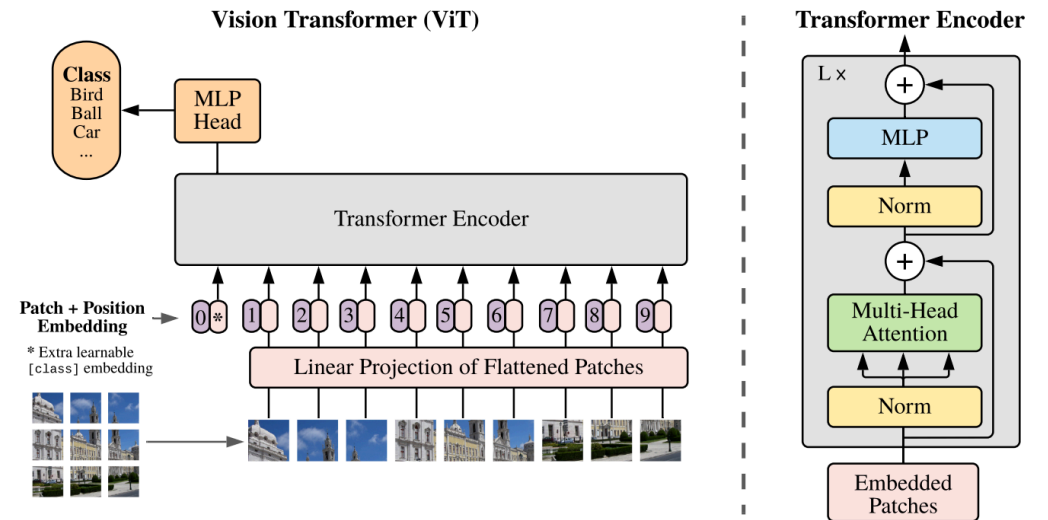 Vision Transformer (ViT)
Class
Bird
Ball
Car
...
MLP
Head
Transformer Encoder
Patch + Position
Embedding
0 * 1 2 3 4 5 6 7 8 9
* Extra learnable
[class] embedding
Linear Projection of Flattened Patches
Transformer Encoder
L ×
+
MLP
Norm
+
Multi-Head
Attention
Norm
Embedded
Patches